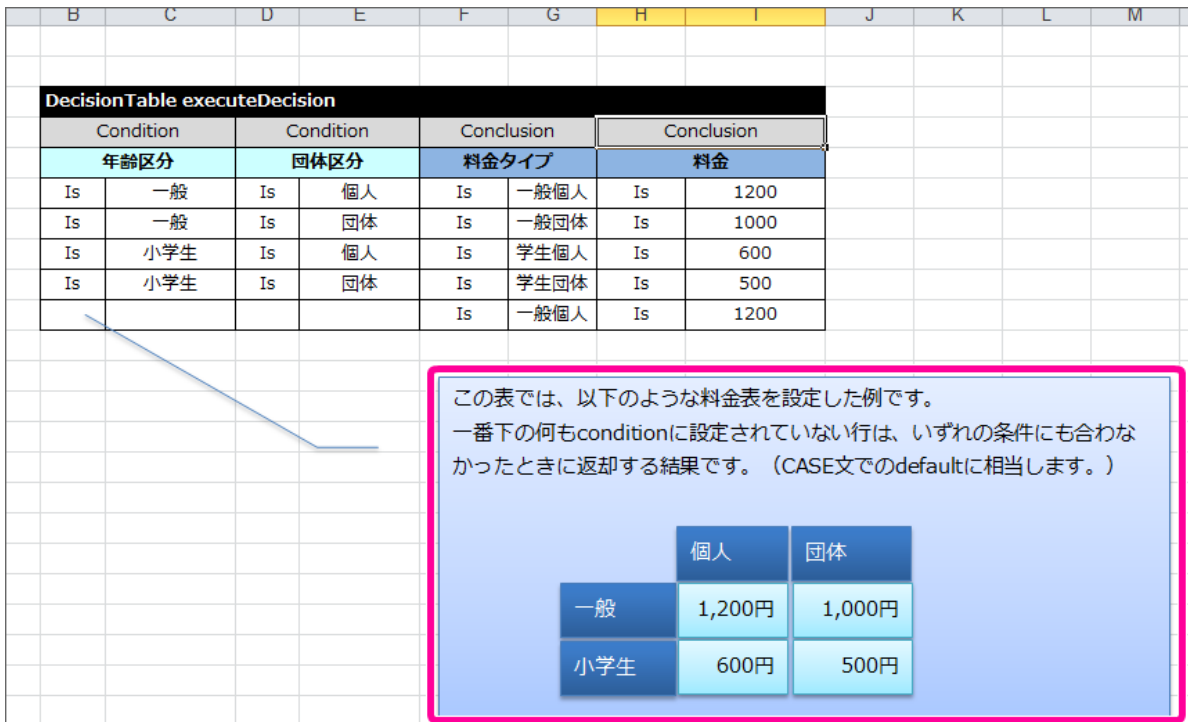 B C D E F G H I J K L M
DecisionTable executeDecision
Condition Condition Conclusion Conclusion
年齢区分 団体区分 料金タイプ 料金
Is 一般 Is 個人 Is 一般個人 Is 1200
Is 一般 Is 団体 Is 一般団体 Is 1000
Is 小学生 Is 個人 Is 学生個人 Is 600
Is 小学生 Is 団体 Is 学生団体 Is 500
Is 一般個人 Is 1200
この表では、以下のような料金表を設定した例です。
一番下の何もconditionに設定されていない行は、いずれの条件にも合わな
かったときに返却する結果です。（CASE文でのdefaultに相当します。）
個人 団体
一般 1,200円 1,000円
小学生 600円 500円